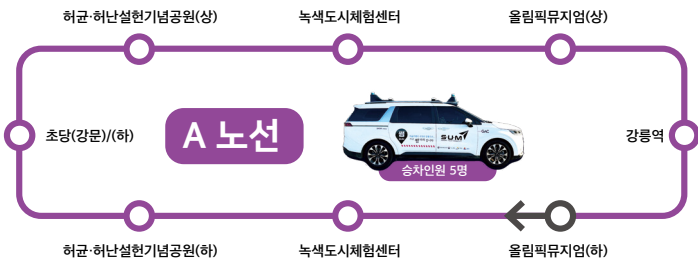 허균·허난설헌기념공원(상)
녹색도시체험센터
올림픽뮤지엄(상)
초당(강문)/(하)
A 노선
SUM
승차인원 5명
강릉역
허균·허난설헌기념공원(하)
녹색도시체험센터
올림픽뮤지엄(하)